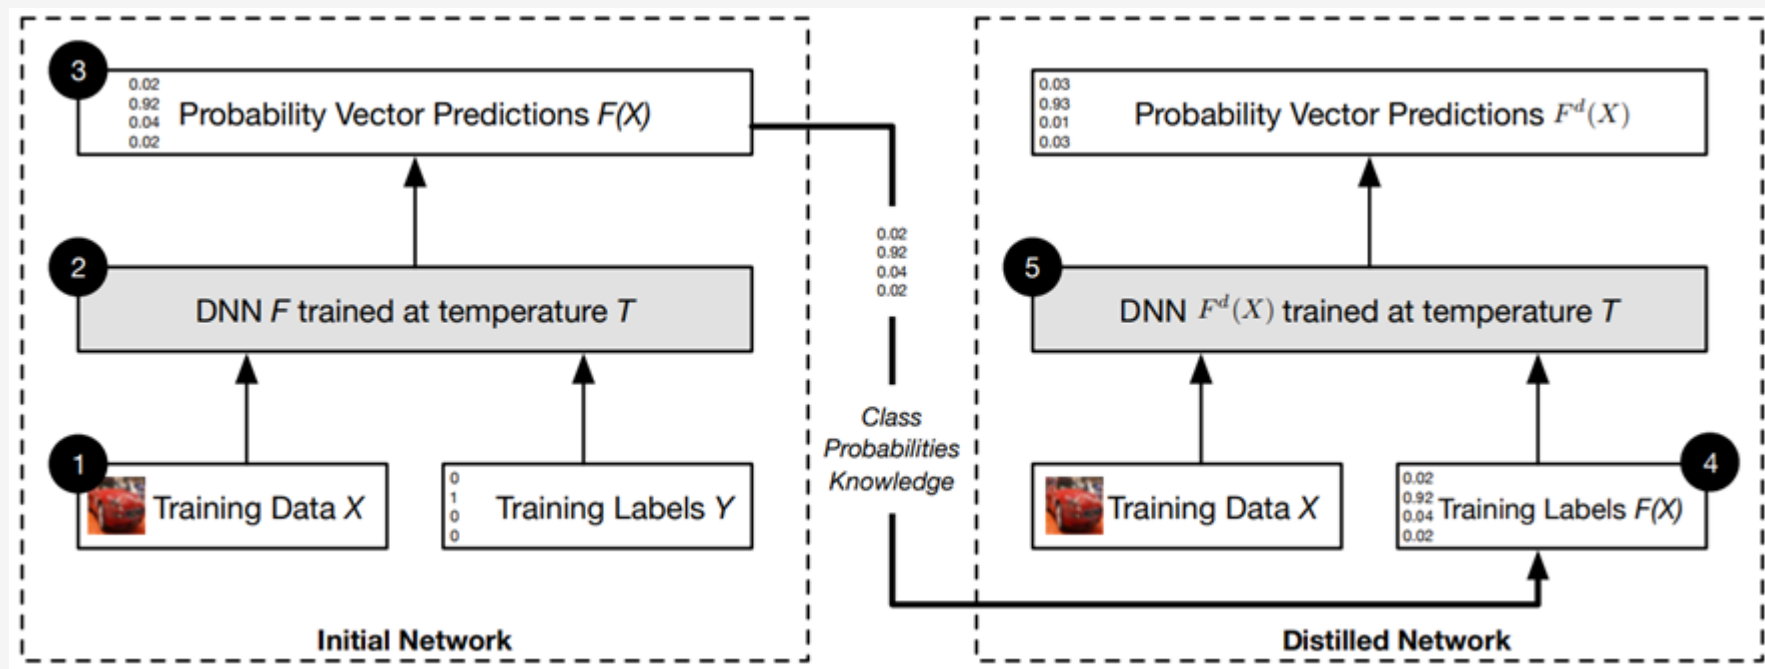 3
0.02
0.92
0.04
0.02
Probability Vector Predictions F(X)
2
DNN F trained at temperature T
1
Training Data X
0
1
0
0
Training Labels Y
Initial Network
0.02
0.92
0.04
0.02
Class
Probabilities
Knowledge
0.03
0.93
0.01
0.03
Probability Vector Predictions F^d(X)
5
DNN F^d(X) trained at temperature T
Training Data X
4
0.02
0.92
0.04
0.02
Training Labels F(X)
Distilled Network